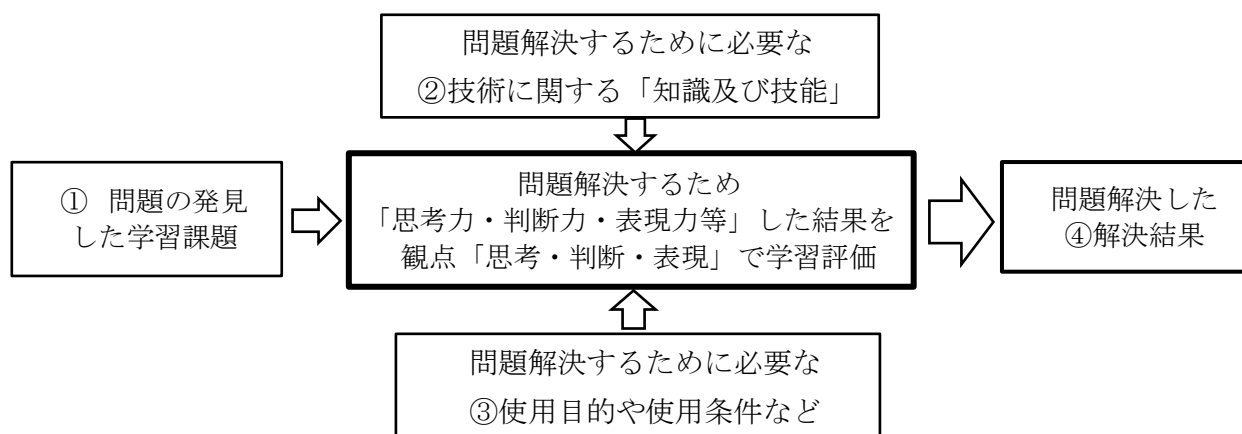 問題解決するために必要な
②技術に関する「知識及び技能」
① 問題の発見
した学習課題
問題解決するため
「思考力・判断力・表現力等」した結果を
観点「思考・判断・表現」で学習評価
問題解決した
④解決結果
問題解決するために必要な
③使用目的や使用条件など